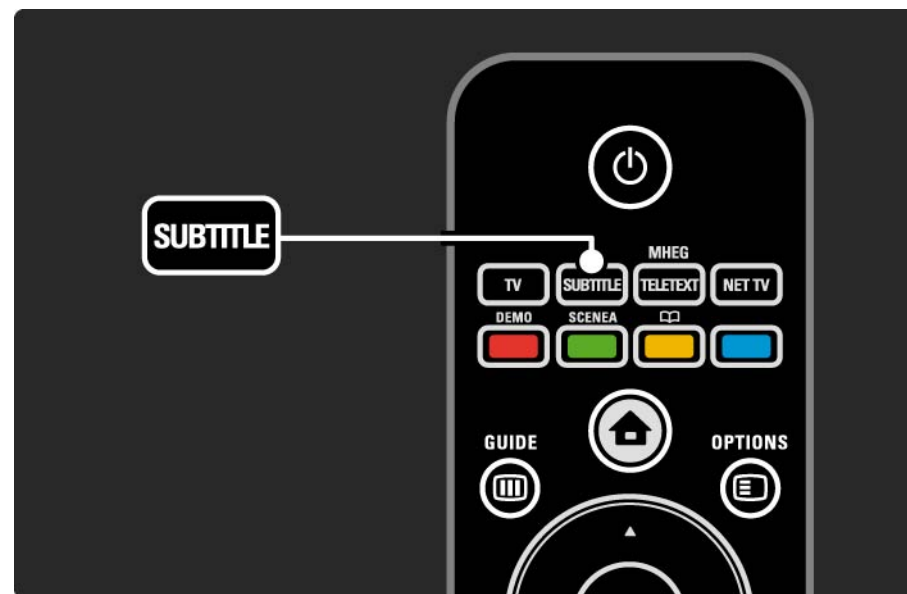 SUBTITLE
MHEG
TV SUBTITLE TELETEXT NET TV
DEMO SCENEA
GUIDE OPTIONS